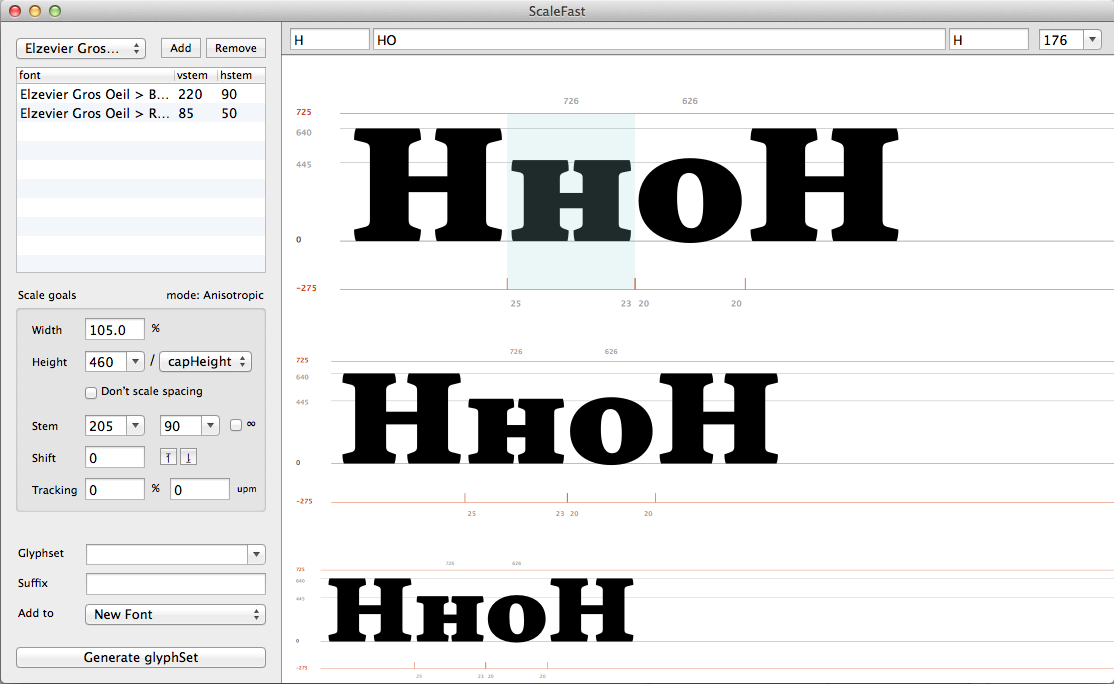 ScaleFast
Elzevier Gros... Add Remove
font vstem hstem
Elzevier Gros Oeil > B... 220 90
Elzevier Gros Oeil > R... 85 50
Scale goals mode: Anisotropic
Width 105.0 %
Height 460 / capHeight
Don't scale spacing
Stem 205 90 ∞
Shift 0
Tracking 0 % 0 upm
Glyphset
Suffix
Add to New Font
Generate glyphSet
H HO H 176
726 626
725
640
445
HHOH
0
-275
25 23 20 20
726 626
725
640
445
HHOH
0
-275
25 23 20 20
726 626
725
640
445
HHOH
0
-275
25 23 20 20